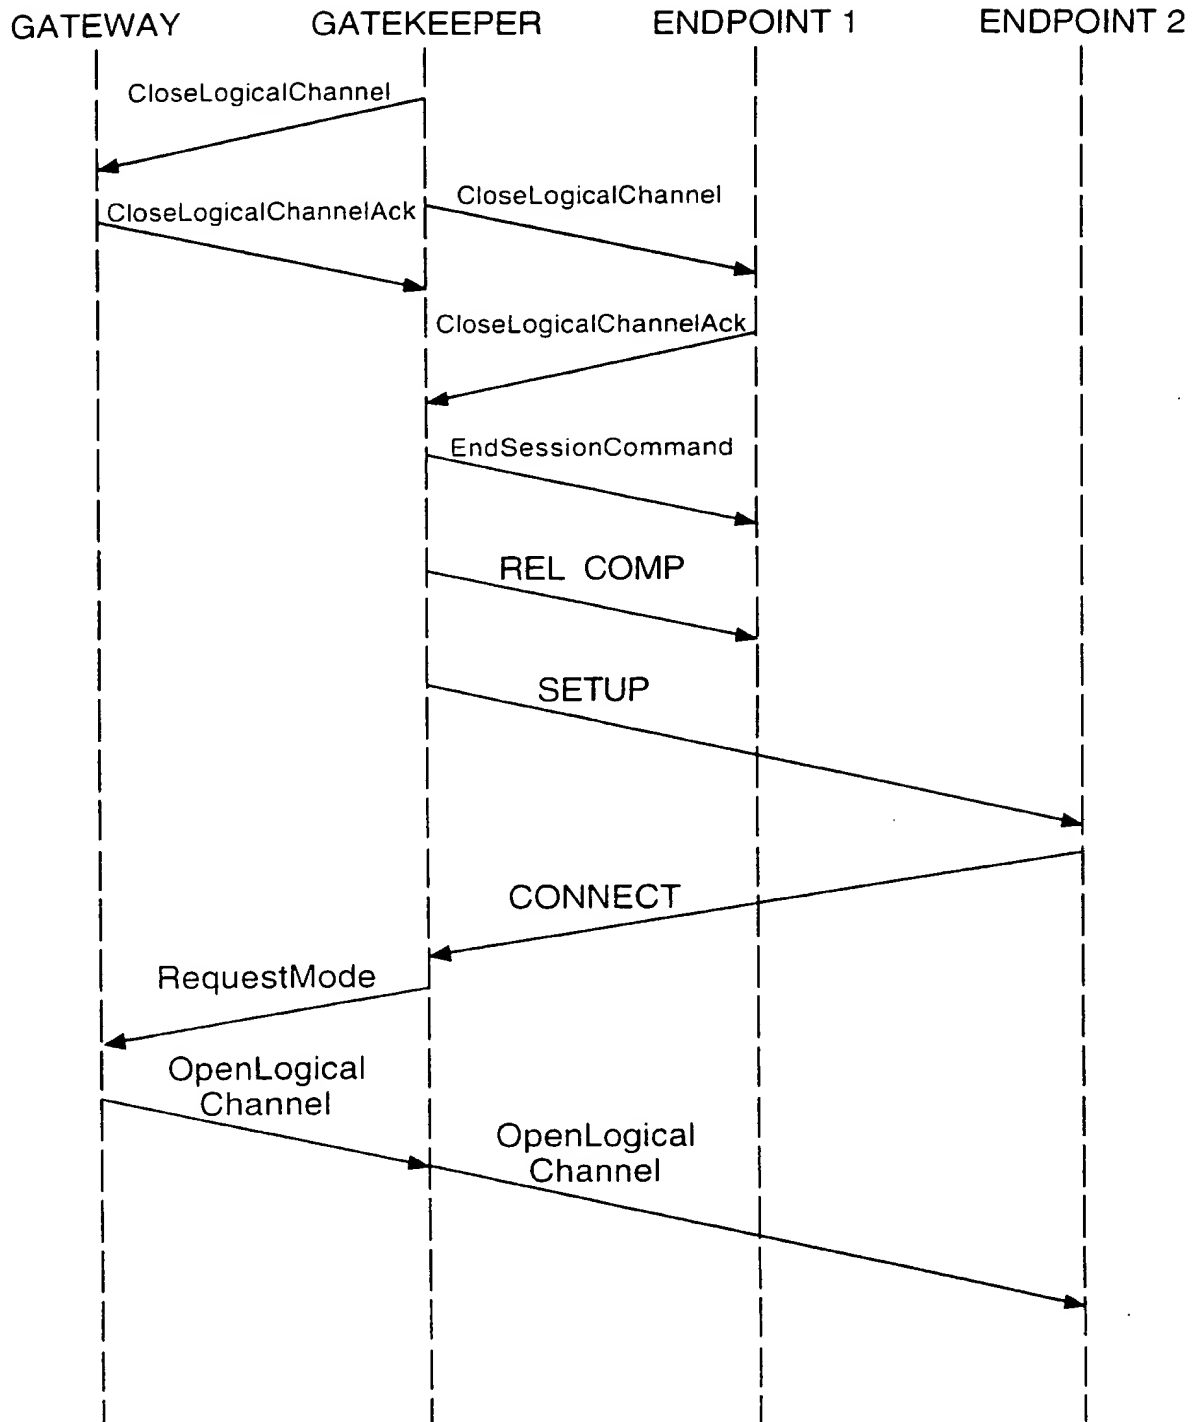 GATEWAY GATEKEEPER ENDPOINT 1 ENDPOINT 2
CloseLogicalChannel
CloseLogicalChannel
CloseLogicalChannelAck
CloseLogicalChannelAck
EndSessionCommand
REL COMP
SETUP
CONNECT
RequestMode
OpenLogical
Channel
OpenLogical
Channel